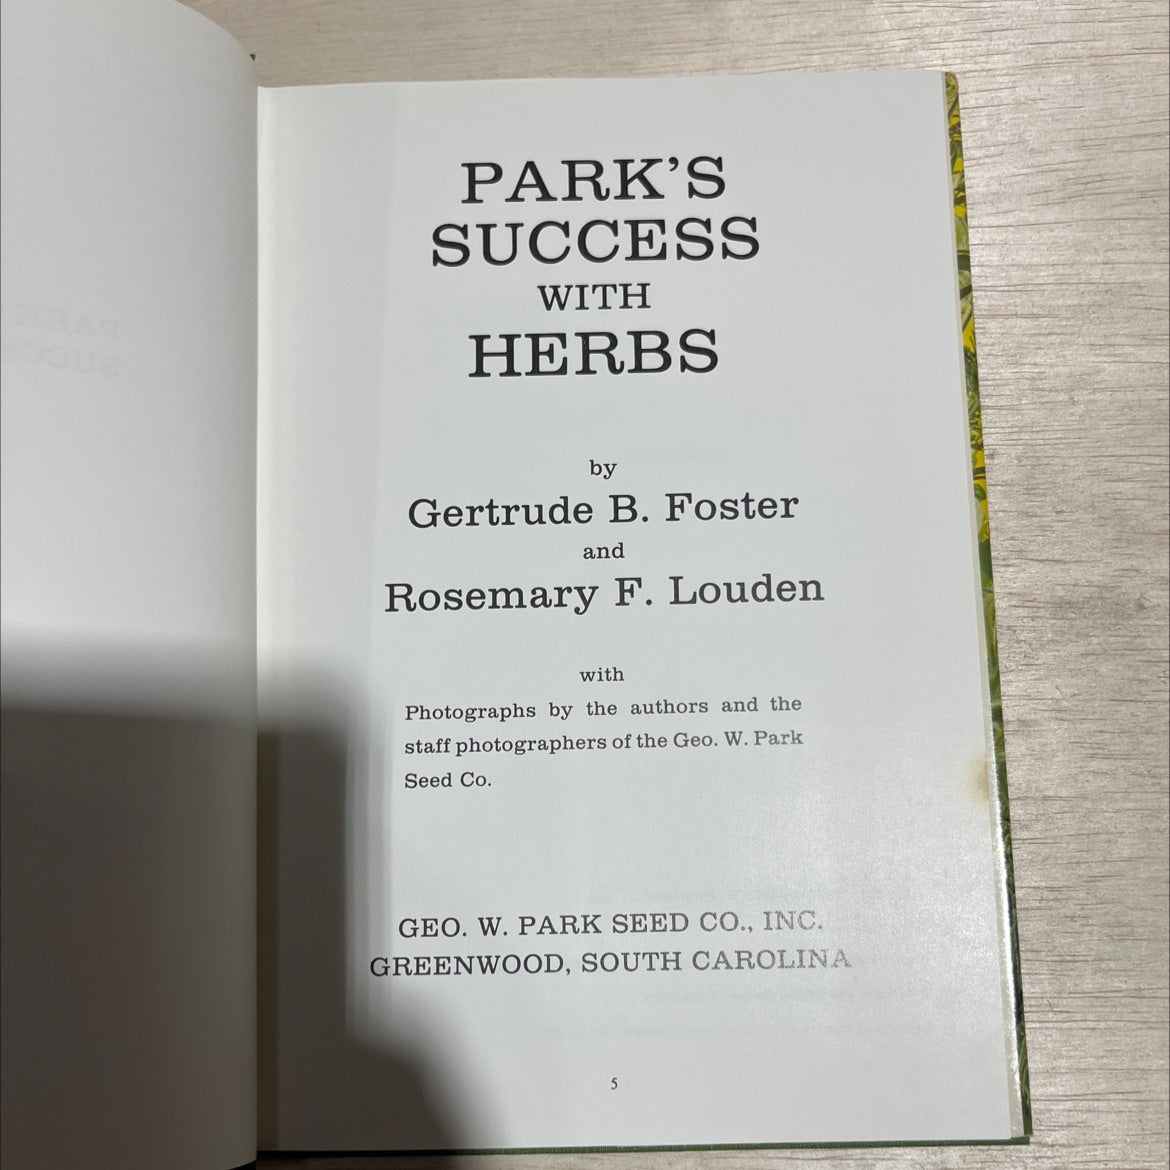 PARK'S
SUCCESS
WITH
HERBS
by
Gertrude B. Foster
and
Rosemary F. Louden
with
Photographs by the authors and the
staff photographers of the Geo. W. Park
Seed Co.
GEO. W. PARK SEED CO., INC.
GREENWOOD, SOUTH CAROLINA
5